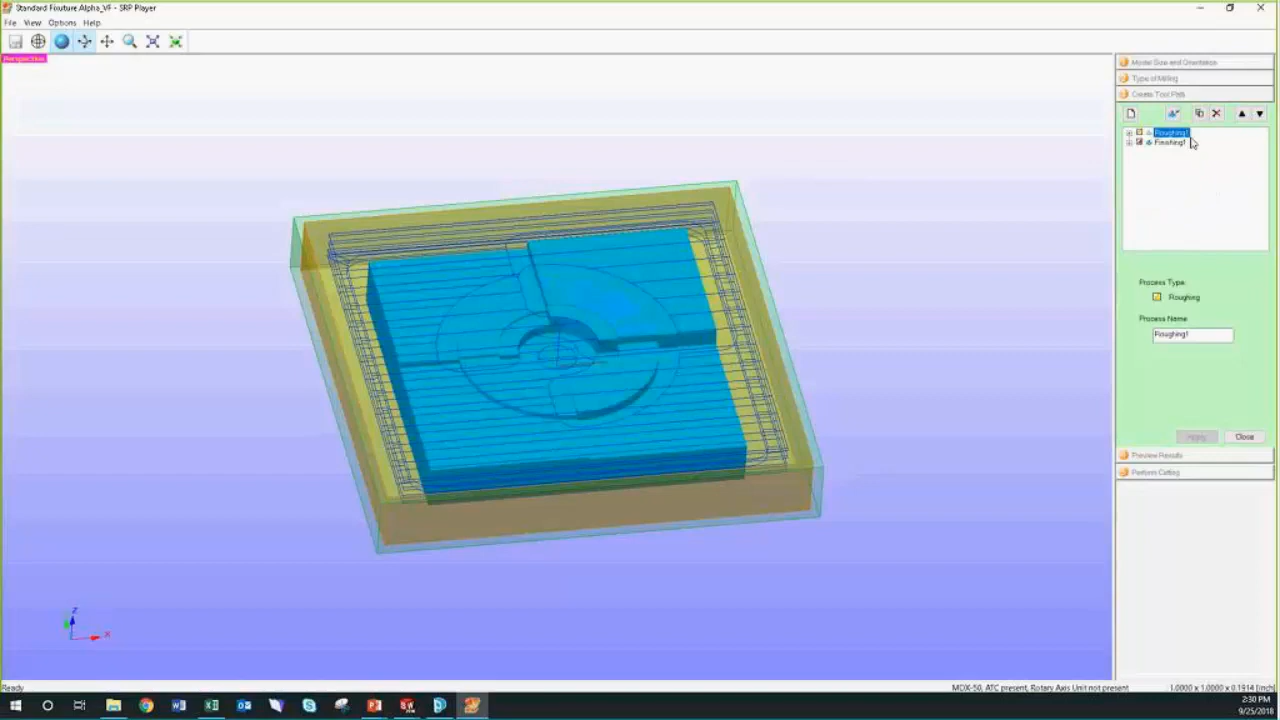 Standard Fixuture Alpha_VF - SRP Player
File View Options Help
Perspective
Model Size and Orientation
Type of Milling
Create Tool Path
Roughing1
Finishing1
Process Type:
Roughing
Process Name
Roughing1
Apply Close
Preview Results
Perform Cutting
Z
X
Ready
MDX-50, ATC present, Rotary Axis Unit not present
1.0000 x 1.0000 x 0.1914 [Inch]
2:30 PM
9/25/2018